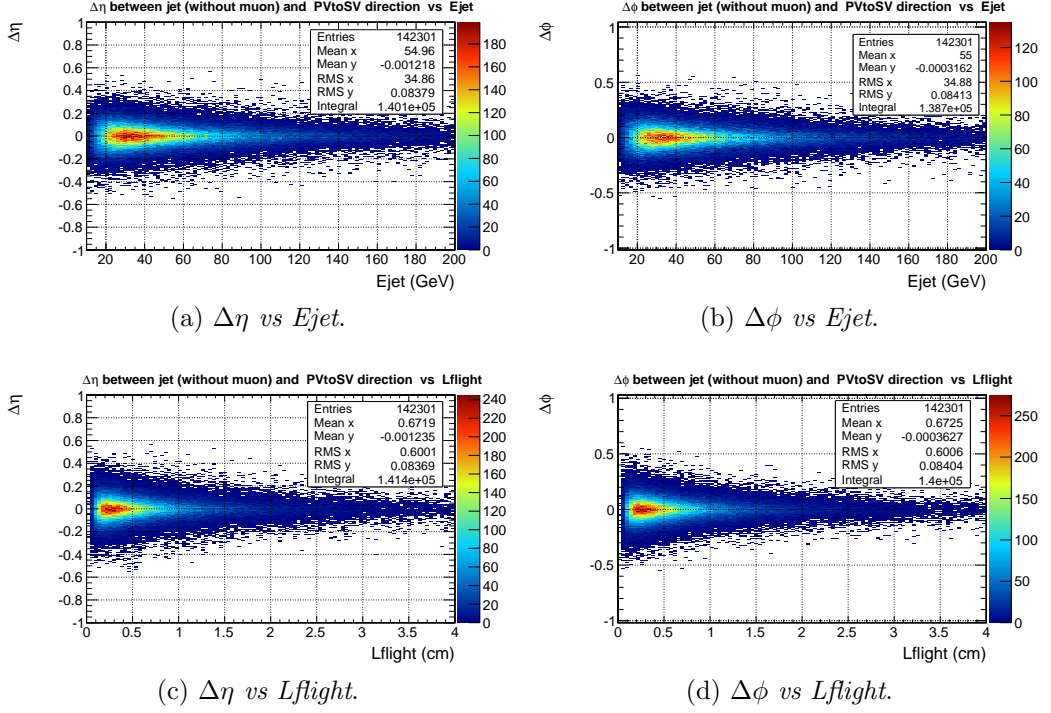 Δη between jet (without muon) and PVtoSV direction vs Ejet
Δη
1
0.8
0.6
0.4
0.2
0
-0.2
-0.4
-0.6
-0.8
-1
Entries 142301
Mean x 54.96
Mean y -0.001218
RMS x 34.86
RMS y 0.08379
Integral 1.401e+05
180
160
140
120
100
80
60
40
20
0
20 40 60 80 100 120 140 160 180 200
Ejet (GeV)
(a) Δη vs Ejet.
Δϕ between jet (without muon) and PVtoSV direction vs Ejet
Δϕ
1
0.5
0
-0.5
-1
Entries 142301
Mean x 55
Mean y -0.0003162
RMS x 34.88
RMS y 0.08413
Integral 1.387e+05
120
100
80
60
40
20
0
20 40 60 80 100 120 140 160 180 200
Ejet (GeV)
(b) Δϕ vs Ejet.
Δη between jet (without muon) and PVtoSV direction vs Lflight
Δη
1
0.8
0.6
0.4
0.2
0
-0.2
-0.4
-0.6
-0.8
-1
Entries 142301
Mean x 0.6719
Mean y -0.001235
RMS x 0.6001
RMS y 0.08369
Integral 1.414e+05
240
220
200
180
160
140
120
100
80
60
40
20
0
0 0.5 1 1.5 2 2.5 3 3.5 4
Lflight (cm)
(c) Δη vs Lflight.
Δϕ between jet (without muon) and PVtoSV direction vs Lflight
Δϕ
1
0.5
0
-0.5
-1
Entries 142301
Mean x 0.6725
Mean y -0.0003627
RMS x 0.6006
RMS y 0.08404
Integral 1.4e+05
250
200
150
100
50
0
0 0.5 1 1.5 2 2.5 3 3.5 4
Lflight (cm)
(d) Δϕ vs Lflight.